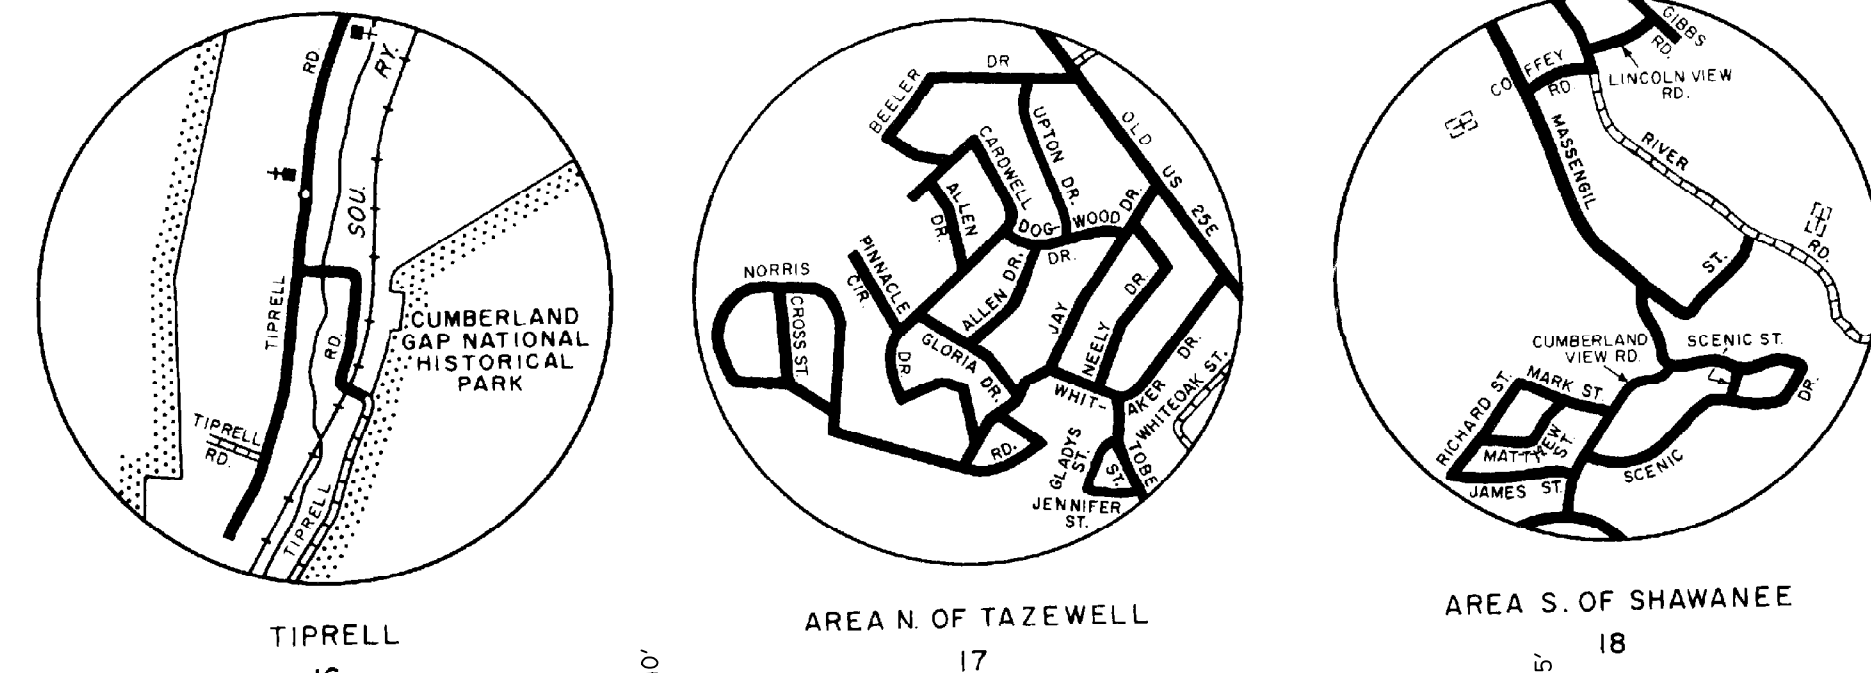 RD.
SOU. RY.
TIPRELL
RD.
CUMBERLAND
GAP NATIONAL
HISTORICAL
PARK
TIPRELL
RD.
TIPRELL
TIPRELL
BEELER DR
UPTON DR.
OLD US 25E
CARDWELL
ALLEN
DR.
DOG-WOOD DR.
DR.
PINNACLE
CIR.
NORRIS
CROSS ST.
ALLEN DR.
JAY
NEELY DR.
GLORIA DR.
DR.
WHIT-AKER DR.
WHITEOAK ST.
RD.
GLADYS
ST.
TOBE
ST.
JENNIFER
ST.
AREA N. OF TAZEWELL
17
GIBBS
RD.
COFFEY
RD.
LINCOLN VIEW
RD.
MASSENGIL ST.
RIVER RD.
CUMBERLAND
VIEW RD.
SCENIC ST.
MARK ST.
RICHARD ST.
MATTHEW
ST.
SCENIC DR.
JAMES ST.
AREA S. OF SHAWANEE
18
0'
5'